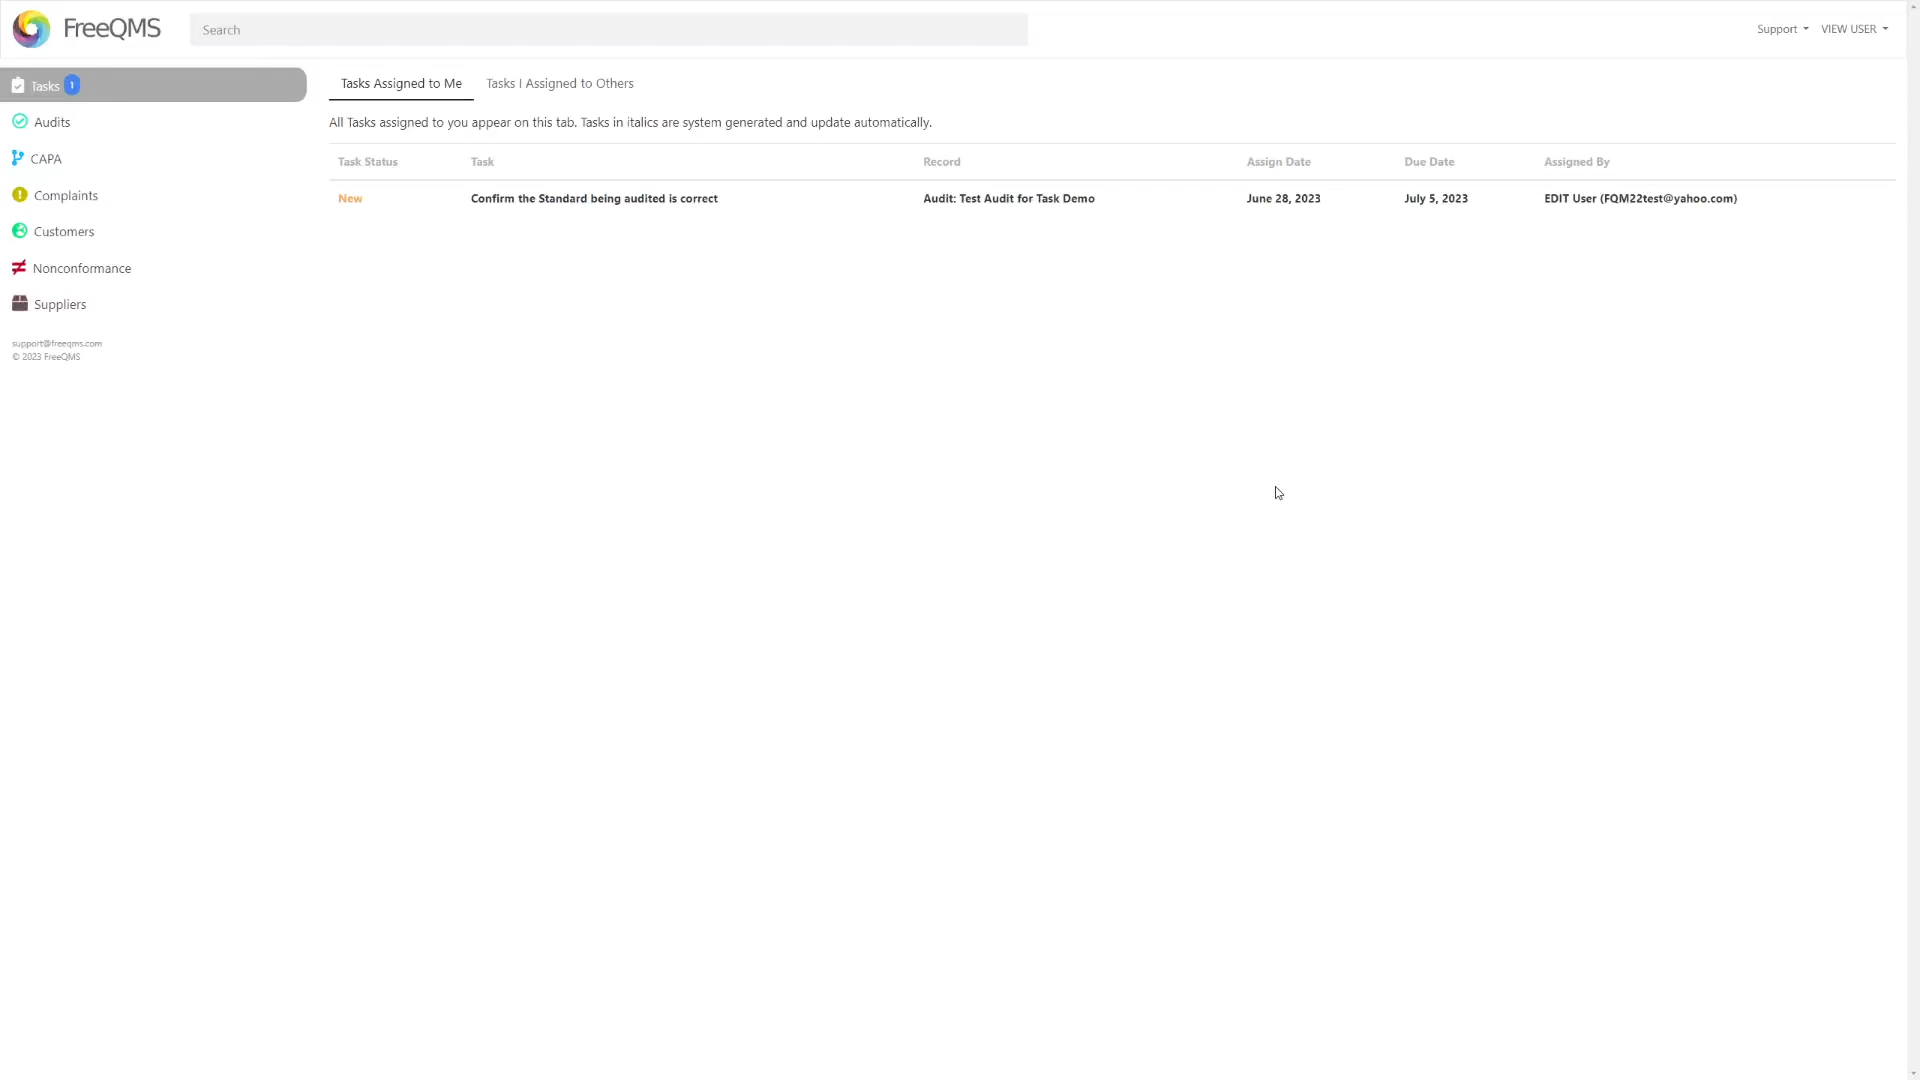 FreeQMS
Search
Support
VIEW USER
Tasks 1
Audits
CAPA
Complaints
Customers
Nonconformance
Suppliers
support@freeqms.com
© 2023 FreeQMS
Tasks Assigned to Me
Tasks I Assigned to Others
All Tasks assigned to you appear on this tab. Tasks in italics are system generated and update automatically.
Task Status Task Record Assign Date Due Date Assigned By
New Confirm the Standard being audited is correct Audit: Test Audit for Task Demo June 28, 2023 July 5, 2023 EDIT User (FQM22test@yahoo.com)